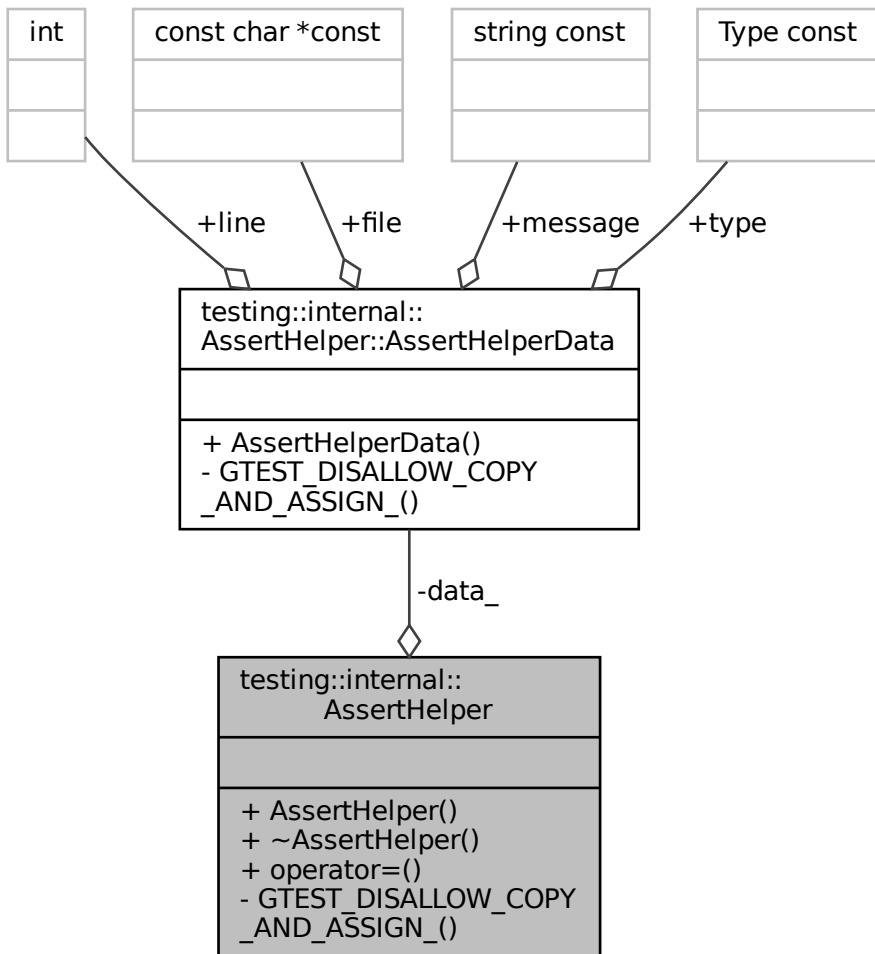 int
const char *const
string const
Type const
+line
+file
+message
+type
testing::internal::
AssertHelper::AssertHelperData
+ AssertHelperData()
- GTEST_DISALLOW_COPY
_AND_ASSIGN_()
-data_
testing::internal::
AssertHelper
+ AssertHelper()
+ ~AssertHelper()
+ operator=()
- GTEST_DISALLOW_COPY
_AND_ASSIGN_()